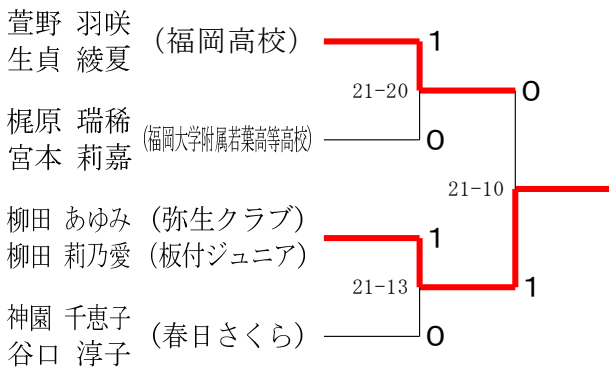 萱野 羽咲
生貞 綾夏
(福岡高校)
1
21-20
0
梶原 瑞稀
宮本 莉嘉
(福岡大学附属若葉高等高校)
0
21-10
柳田 あゆみ (弥生クラブ)
柳田 莉乃愛 (板付ジュニア)
1
21-13
1
神園 千恵子
谷口 淳子
(春日さくら)
0